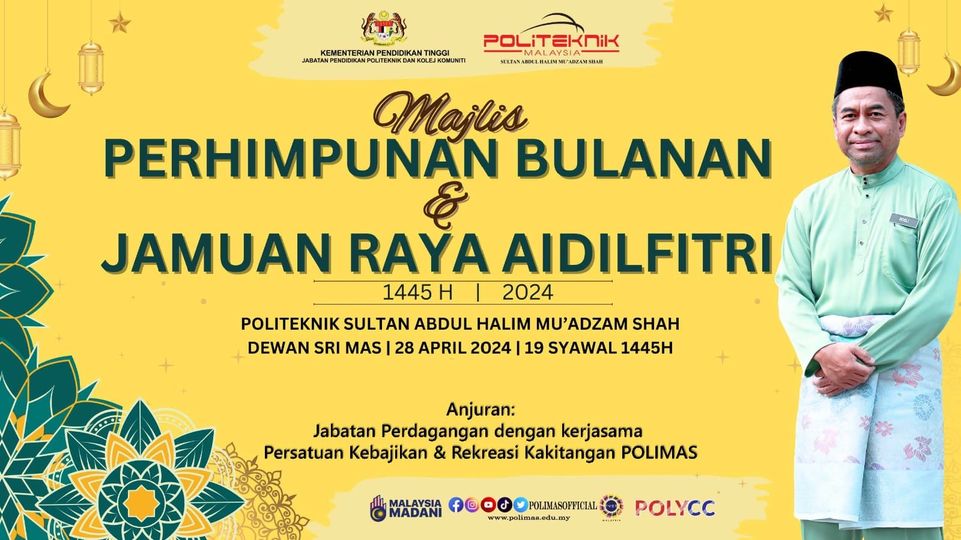 KEMENTERIAN PENDIDIKAN TINGGI
JABATAN PENDIDIKAN POLITEKNIK DAN KOLEJ KOMUNITI
POLITEKNIK
MALAYSIA
SULTAN ABDUL HALIM MU'ADZAM SHAH
Majlis
PERHIMPUNAN BULANAN
&
JAMUAN RAYA AIDILFITRI
1445 H | 2024
POLITEKNIK SULTAN ABDUL HALIM MU'ADZAM SHAH
DEWAN SRI MAS | 28 APRIL 2024 | 19 SYAWAL 1445H
Anjuran:
Jabatan Perdagangan dengan kerjasama
Persatuan Kebajikan & Rekreasi Kakitangan POLIMAS
MALAYSIA
MADANI
POLIMASOFFICIAL
www.polimas.edu.my
POLYCC